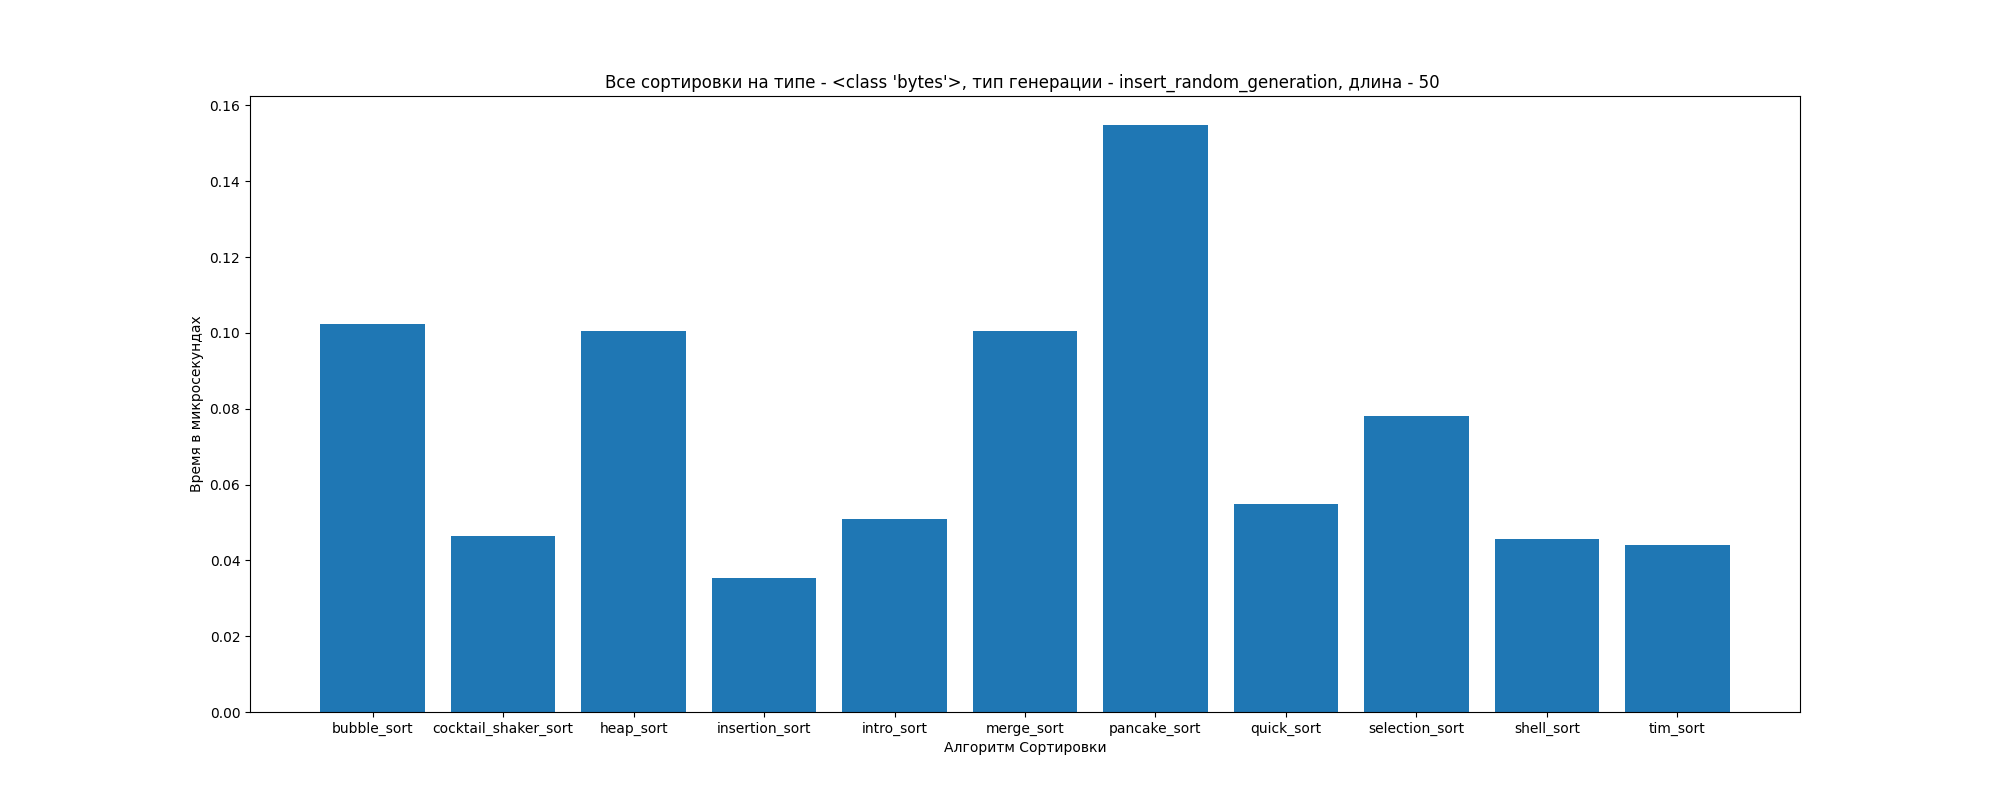 Все сортировки на типе - <class 'bytes'>, тип генерации - insert_random_generation, длина - 50
0.16
0.14
0.12
0.10
0.08
0.06
0.04
0.02
0.00
Время в микросекундах
bubble_sort
cocktail_shaker_sort
heap_sort
insertion_sort
intro_sort
merge_sort
pancake_sort
quick_sort
selection_sort
shell_sort
tim_sort
Алгоритм Сортировки